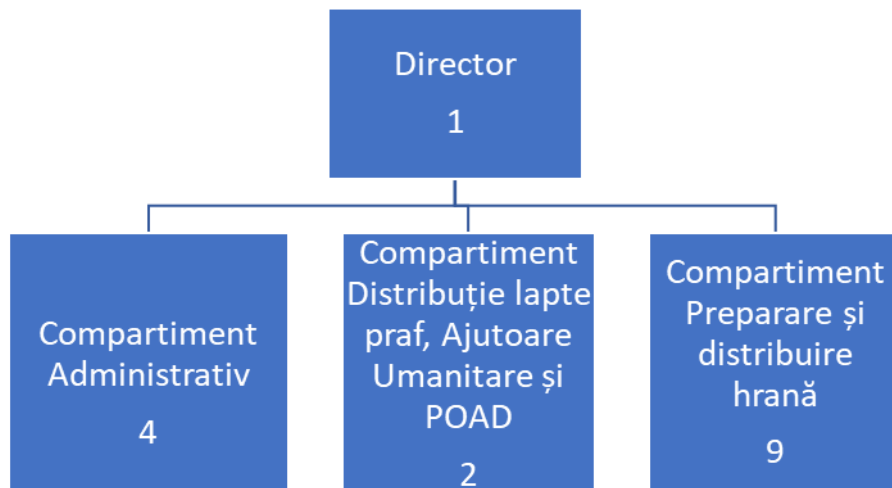 Director
1
Compartiment
Administrativ
4
Compartiment
Distribuție lapte
praf, Ajutoare
Umanitare și
POAD
2
Compartiment
Preparare și
distribuire
hrană
9